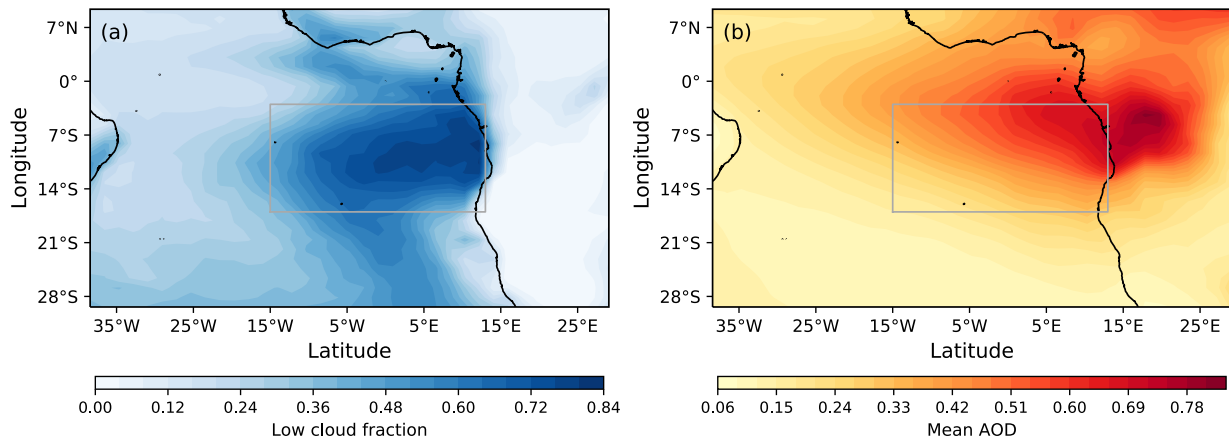 (a)
7°N
0°
7°S
14°S
21°S
28°S
Longitude
35°W 25°W 15°W 5°W 5°E 15°E 25°E
Latitude
0.00 0.12 0.24 0.36 0.48 0.60 0.72 0.84
Low cloud fraction
(b)
7°N
0°
7°S
14°S
21°S
28°S
Longitude
35°W 25°W 15°W 5°W 5°E 15°E 25°E
Latitude
0.06 0.15 0.24 0.33 0.42 0.51 0.60 0.69 0.78
Mean AOD